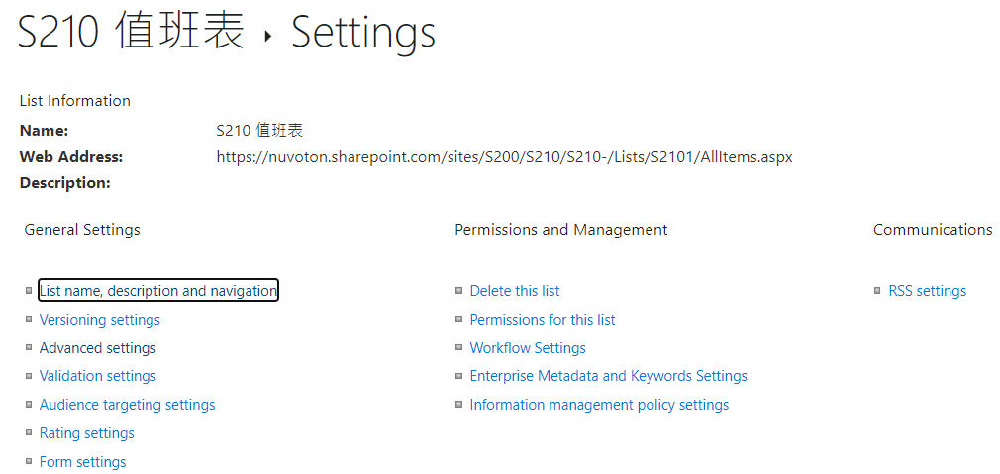 S210 值班表 ▸ Settings
List Information
Name: S210 值班表
Web Address: https://nuvoton.sharepoint.com/sites/S200/S210/S210-/Lists/S2101/AllItems.aspx
Description:
General Settings Permissions and Management Communications
List name, description and navigation Delete this list RSS settings
Versioning settings Permissions for this list
Advanced settings Workflow Settings
Validation settings Enterprise Metadata and Keywords Settings
Audience targeting settings Information management policy settings
Rating settings
Form settings